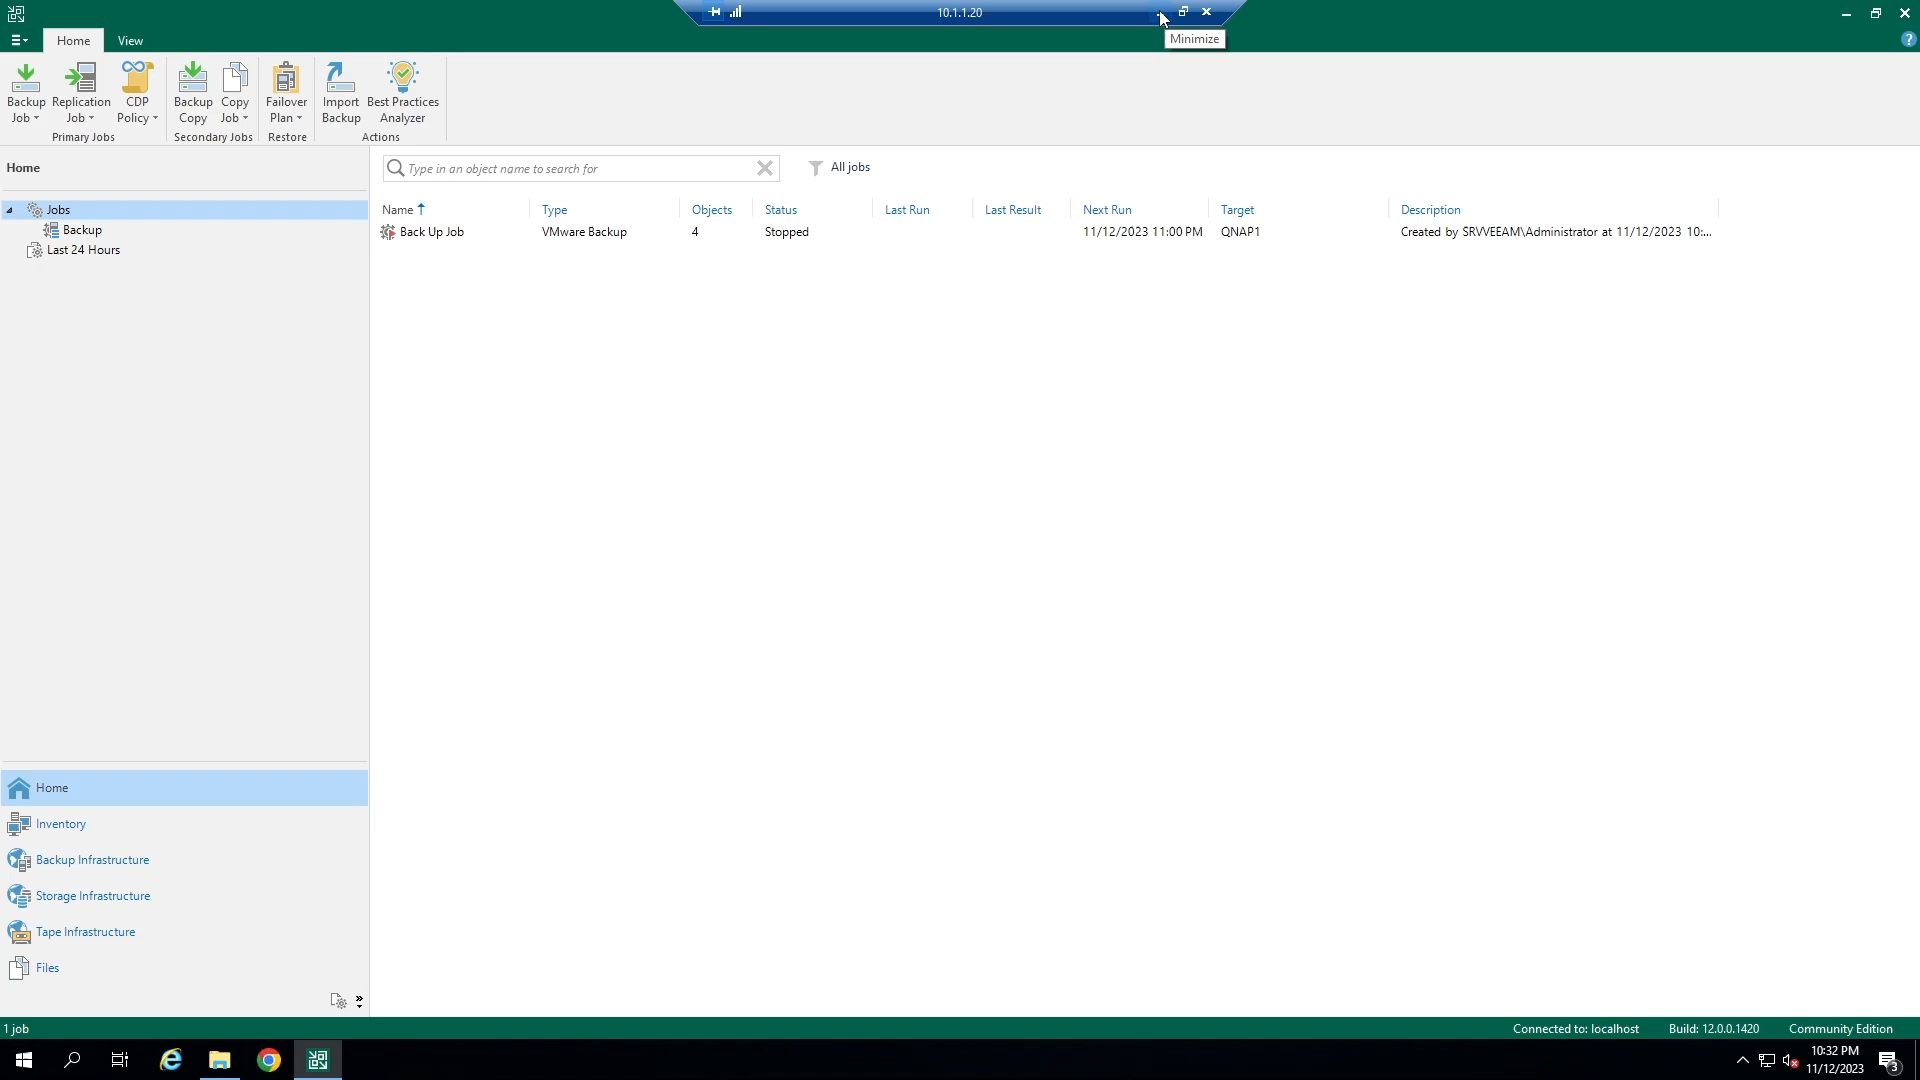 10.1.1.20
Minimize
Home View
Backup Job
Replication Job
CDP Policy
Primary Jobs
Backup Copy
Copy Job
Secondary Jobs
Failover Plan
Restore
Import Backup
Best Practices Analyzer
Actions
Home
Type in an object name to search for
All jobs
Jobs
Backup
Last 24 Hours
Name Type Objects Status Last Run Last Result Next Run Target Description
Back Up Job VMware Backup 4 Stopped 11/12/2023 11:00 PM QNAP1 Created by SRVVEEAM\Administrator at 11/12/2023 10:...
Home
Inventory
Backup Infrastructure
Storage Infrastructure
Tape Infrastructure
Files
1 job
Connected to: localhost Build: 12.0.0.1420 Community Edition
10:32 PM
11/12/2023
3